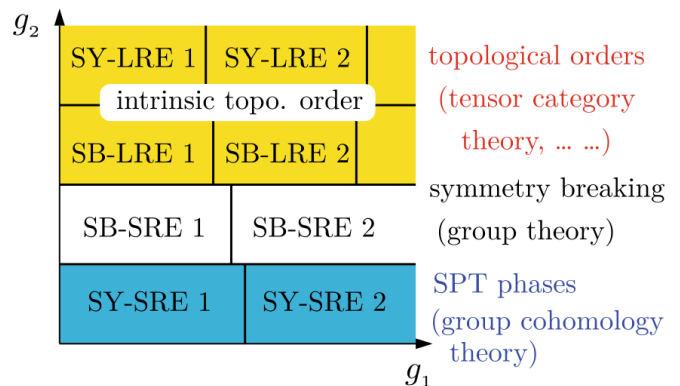 g₂
SY-LRE 1 SY-LRE 2
topological orders
intrinsic topo. order
(tensor category
theory, ... ...)
SB-LRE 1 SB-LRE 2
symmetry breaking
SB-SRE 1 SB-SRE 2
(group theory)
SY-SRE 1 SY-SRE 2
SPT phases
(group cohomology
theory)
g₁